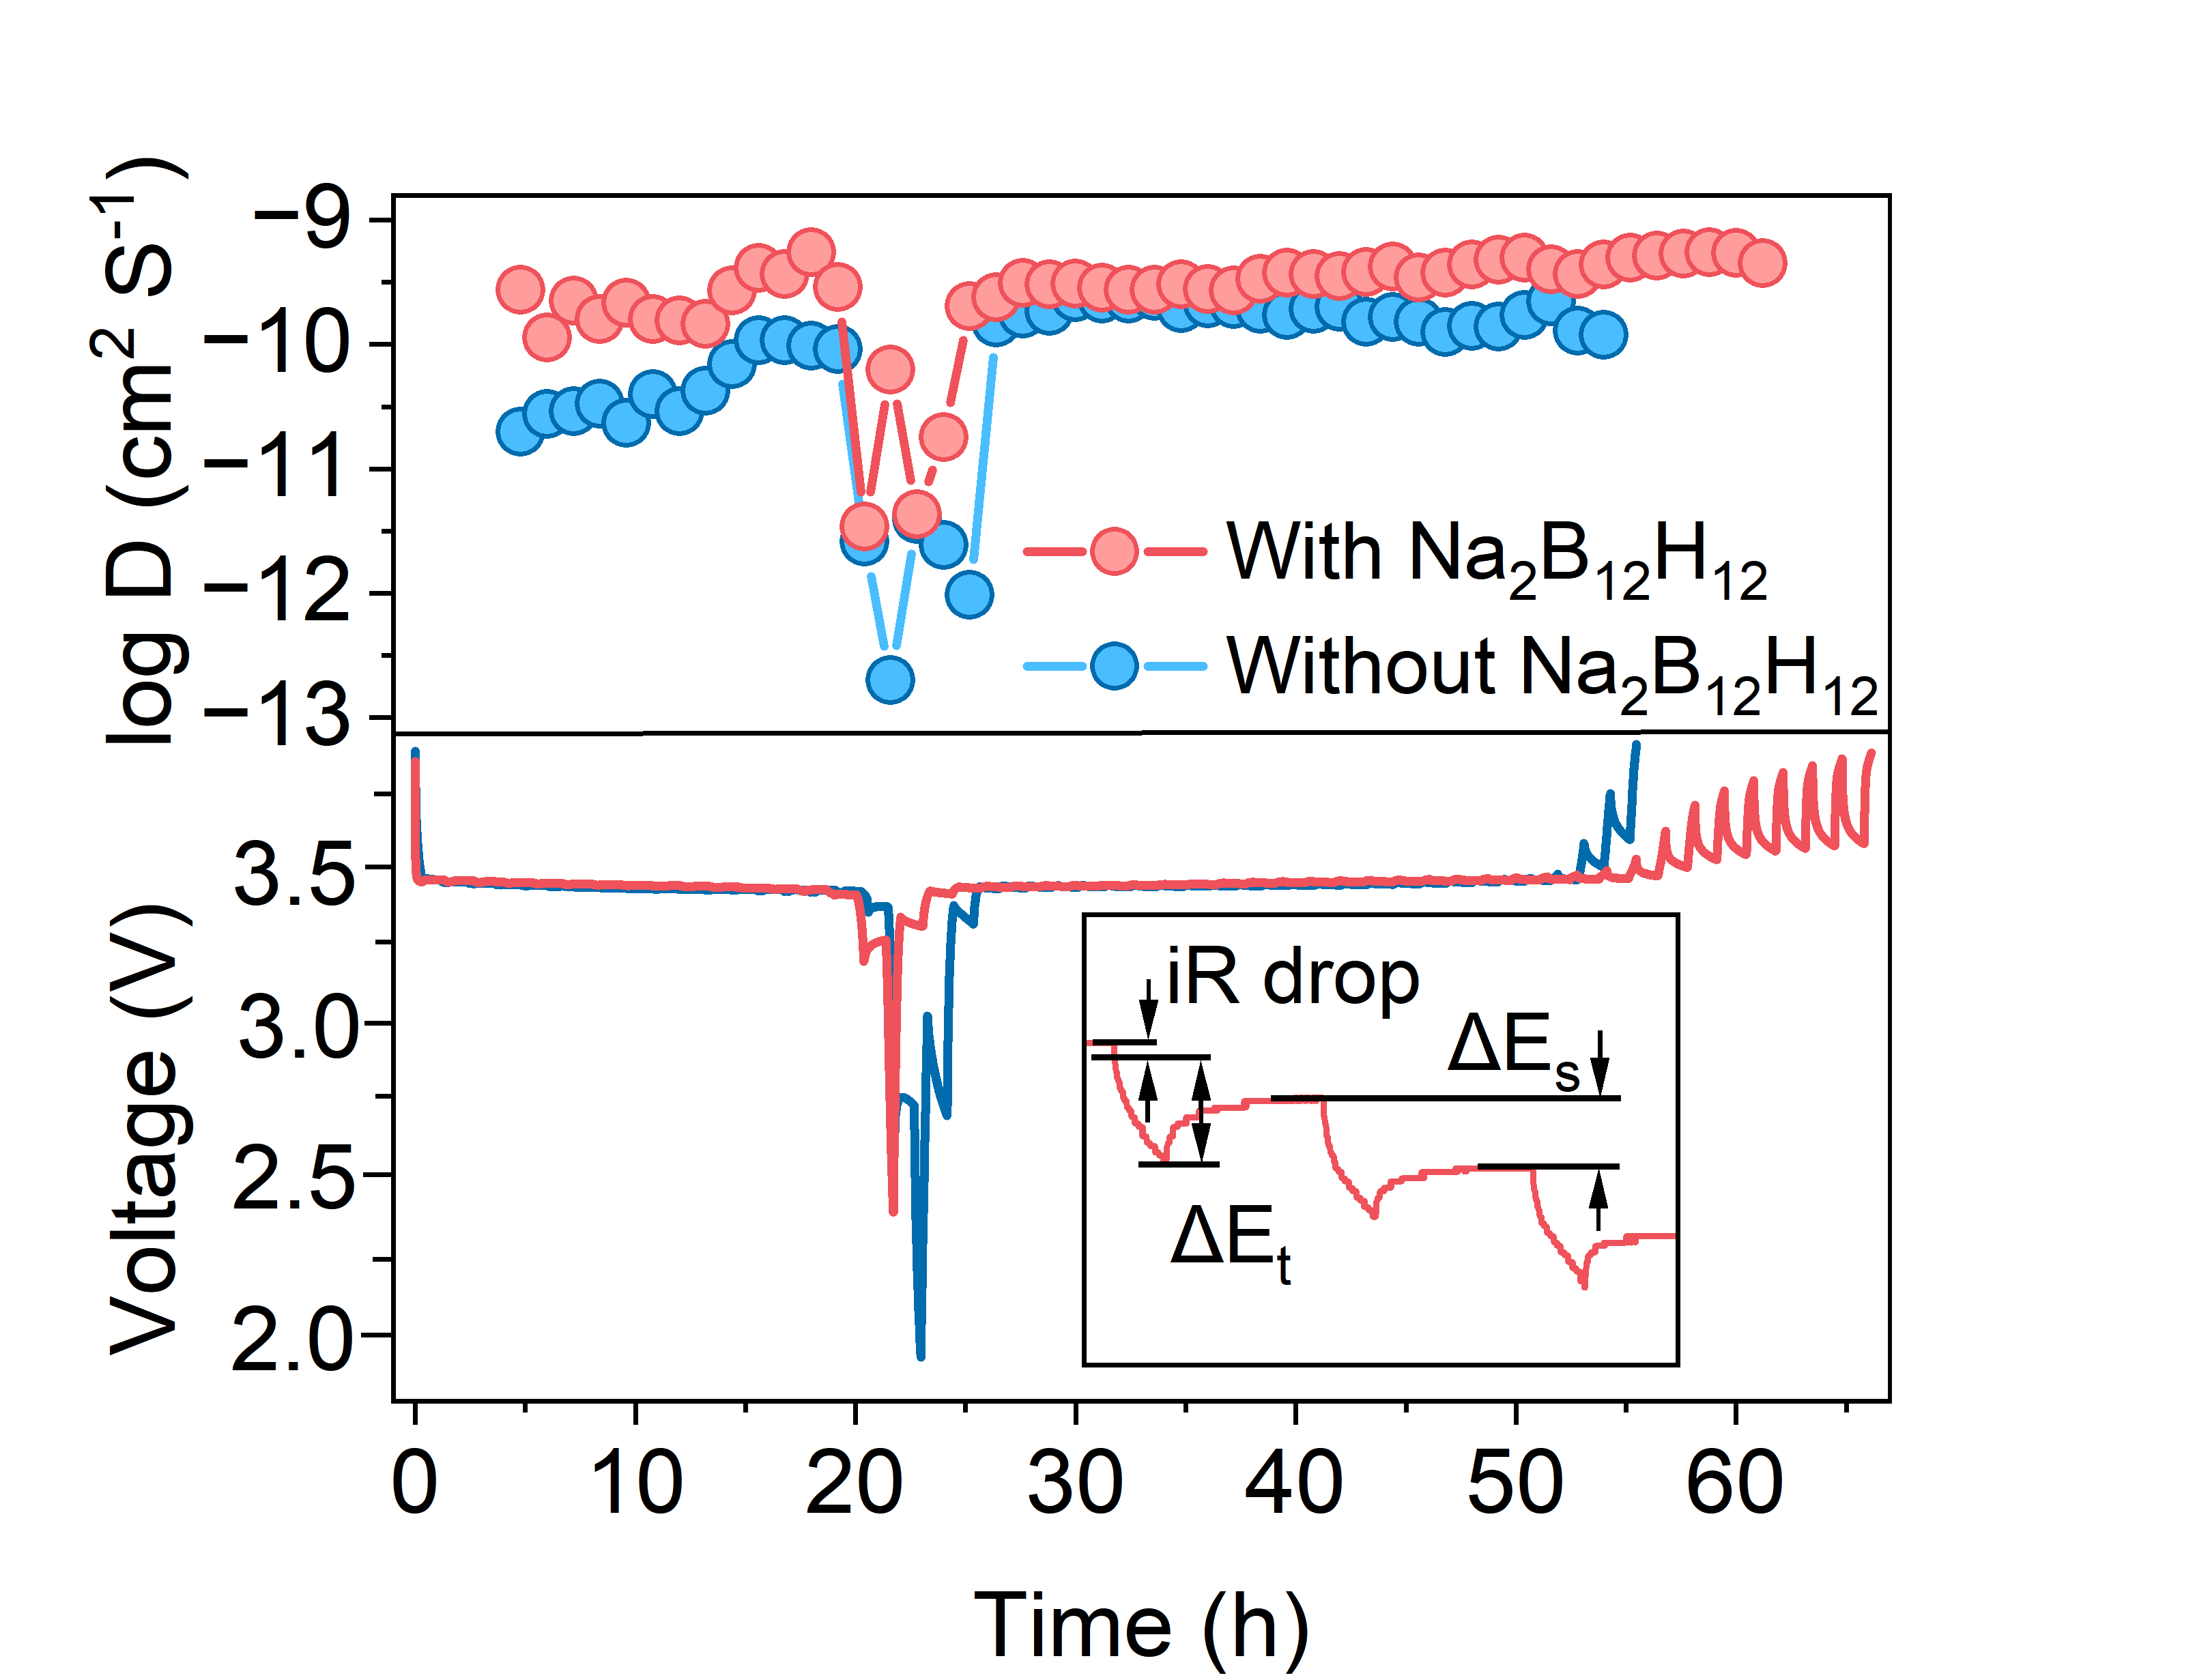 log D (cm² S⁻¹)
−9
−10
−11
−12
−13
With Na₂B₁₂H₁₂
Without Na₂B₁₂H₁₂
Voltage (V)
3.5
3.0
2.5
2.0
iR drop
ΔEₛ
ΔEₜ
0 10 20 30 40 50 60
Time (h)